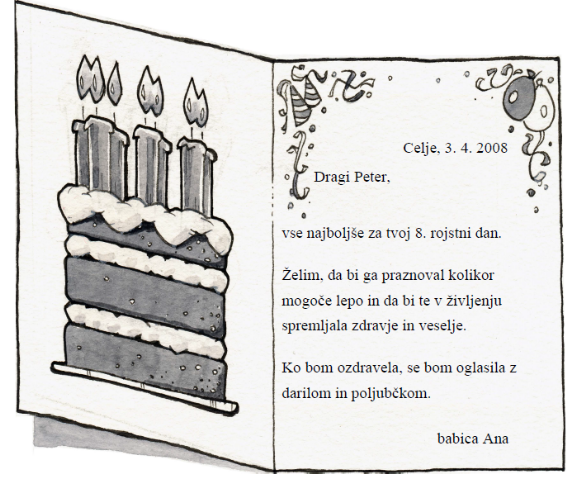 Celje, 3. 4. 2008
Dragi Peter,
vse najboljše za tvoj 8. rojstni dan.
Želim, da bi ga praznoval kolikor
mogoče lepo in da bi te v življenju
spremljala zdravje in veselje.
Ko bom ozdravela, se bom oglasila z
darilom in poljubčkom.
babica Ana